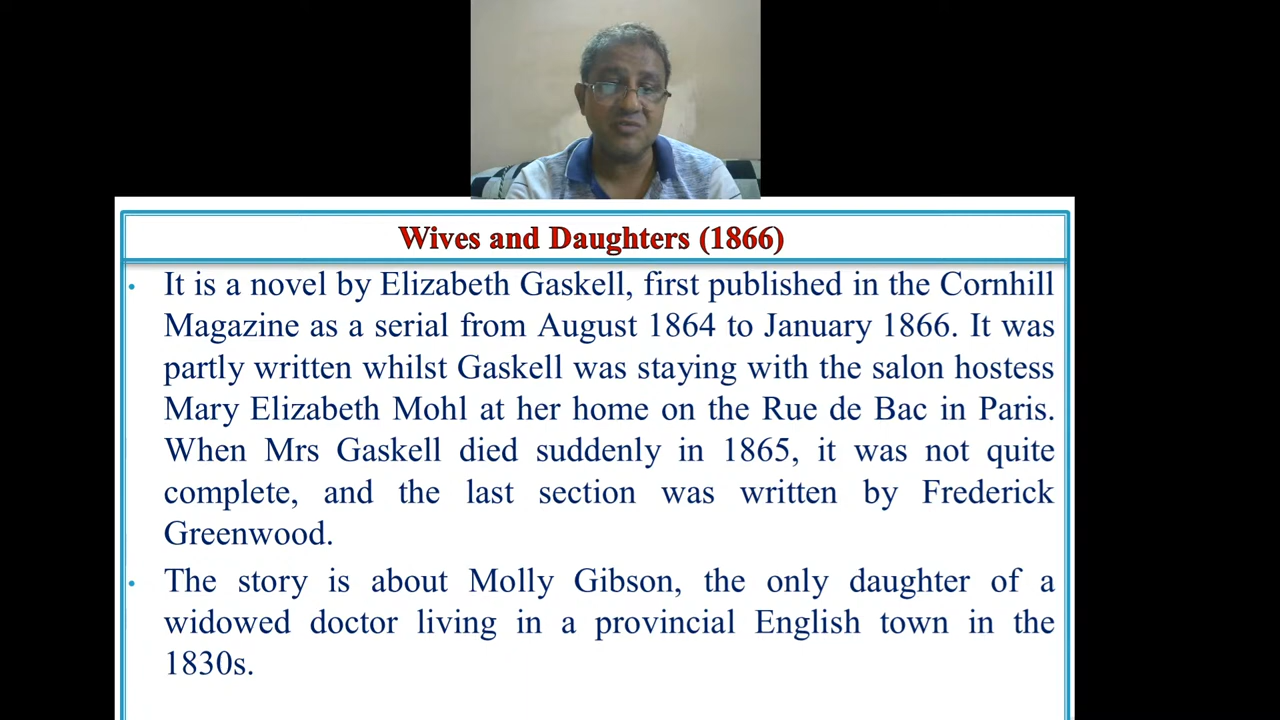 Wives and Daughters (1866)
• It is a novel by Elizabeth Gaskell, first published in the Cornhill
Magazine as a serial from August 1864 to January 1866. It was
partly written whilst Gaskell was staying with the salon hostess
Mary Elizabeth Mohl at her home on the Rue de Bac in Paris.
When Mrs Gaskell died suddenly in 1865, it was not quite
complete, and the last section was written by Frederick
Greenwood.
• The story is about Molly Gibson, the only daughter of a
widowed doctor living in a provincial English town in the
1830s.